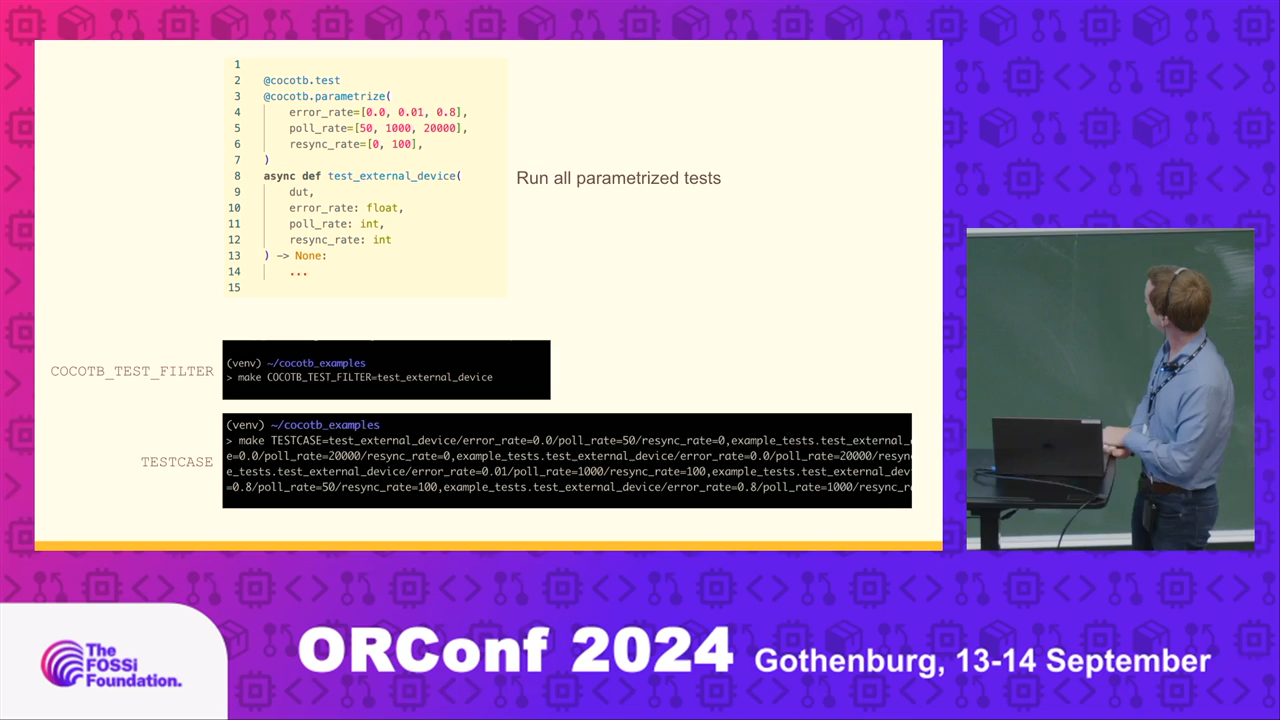 1
2 @cocotb.test
3 @cocotb.parametrize(
4 error_rate=[0.0, 0.01, 0.8],
5 poll_rate=[50, 1000, 20000],
6 resync_rate=[0, 100],
7 )
8 async def test_external_device(
9 dut,
10 error_rate: float,
11 poll_rate: int,
12 resync_rate: int
13 ) -> None:
14 ...
15
Run all parametrized tests
COCOTB_TEST_FILTER
(venv) ~/cocotb_examples
> make COCOTB_TEST_FILTER=test_external_device
TESTCASE
(venv) ~/cocotb_examples
> make TESTCASE=test_external_device/error_rate=0.0/poll_rate=50/resync_rate=0,example_tests.test_external_
e=0.0/poll_rate=20000/resync_rate=0,example_tests.test_external_device/error_rate=0.0/poll_rate=20000/resyn
e_tests.test_external_device/error_rate=0.01/poll_rate=1000/resync_rate=100,example_tests.test_external_dev
=0.8/poll_rate=50/resync_rate=100,example_tests.test_external_device/error_rate=0.8/poll_rate=1000/resync_r
The
FOSSi
Foundation.
ORConf 2024 Gothenburg, 13-14 September